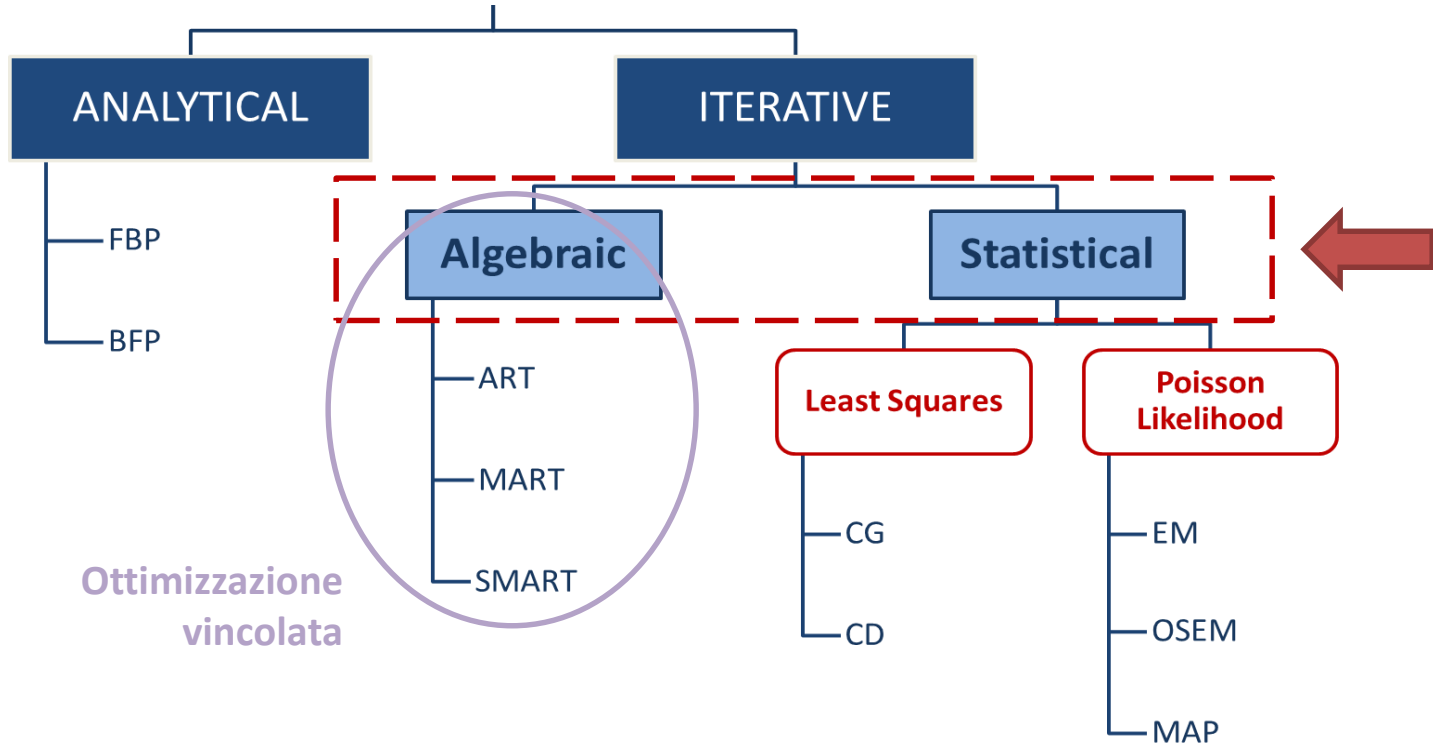 ANALYTICAL
ITERATIVE
FBP
BFP
Algebraic
Statistical
ART
MART
SMART
Ottimizzazione
vincolata
Least Squares
CG
CD
Poisson
Likelihood
EM
OSEM
MAP